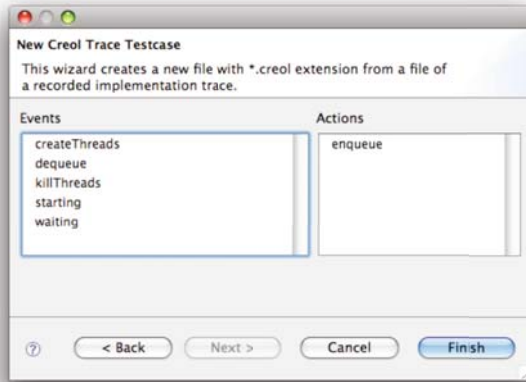 New Creol Trace Testcase
This wizard creates a new file with *.creol extension from a file of
a recorded implementation trace.
Events
createThreads
dequeue
killThreads
starting
waiting
Actions
enqueue
?
< Back
Next >
Cancel
Finish